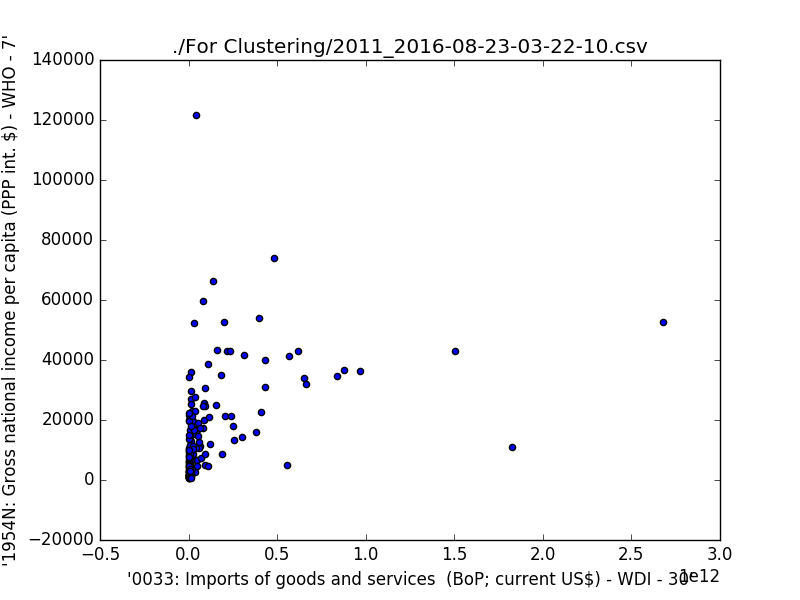 ./For Clustering/2011_2016-08-23-03-22-10.csv
140000
120000
100000
80000
60000
40000
20000
0
−20000
'1954N: Gross national income per capita (PPP int. $) - WHO - 7'
−0.5 0.0 0.5 1.0 1.5 2.0 2.5 3.0
1e12
'0033: Imports of goods and services  (BoP; current US$) - WDI - 30'